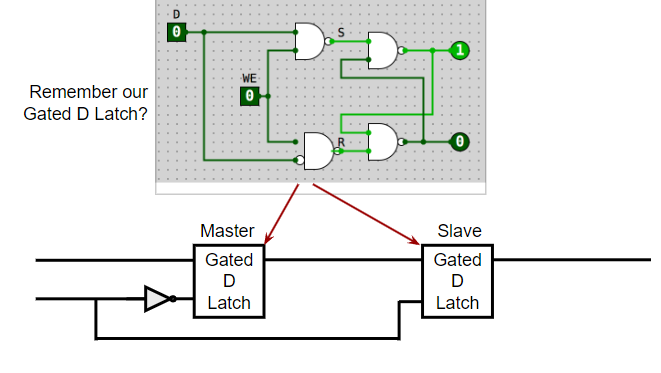 D
0
S
1
WE
0
Remember our
Gated D Latch?
R
0
Master
Slave
Gated
D
Latch
Gated
D
Latch